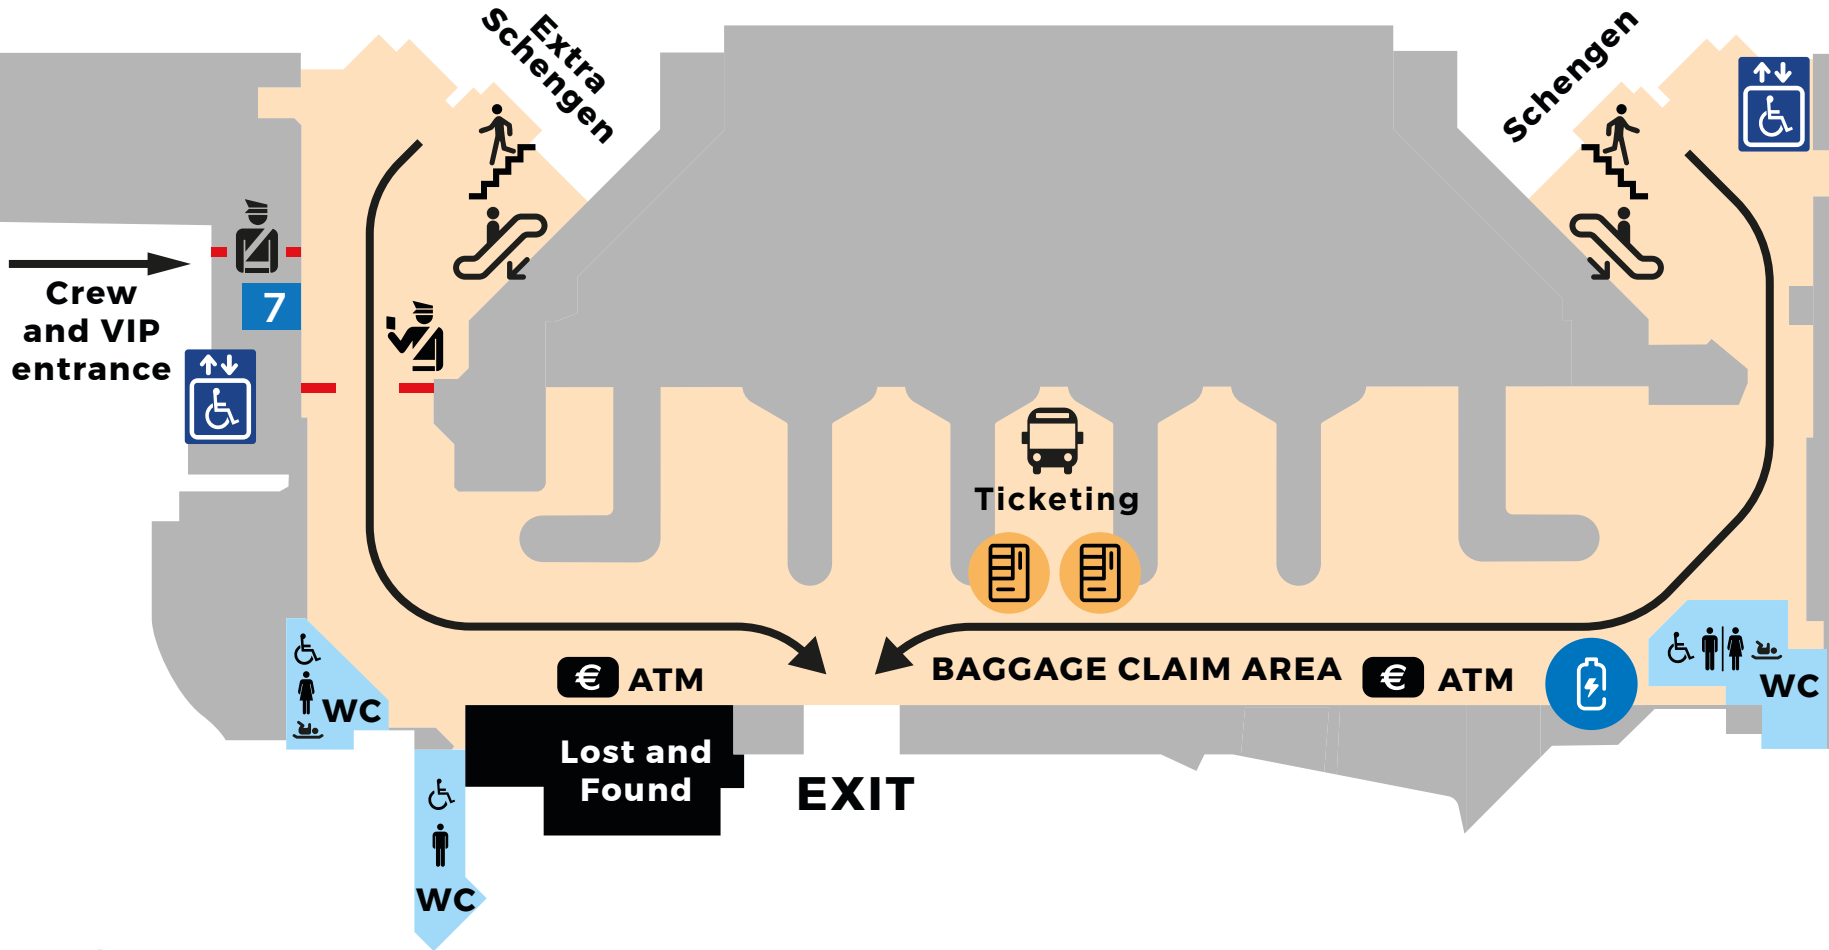 Extra
Schengen
Schengen
Crew
and VIP
entrance
7
Ticketing
€ ATM
BAGGAGE CLAIM AREA
€ ATM
WC
WC
Lost and
Found
EXIT
WC